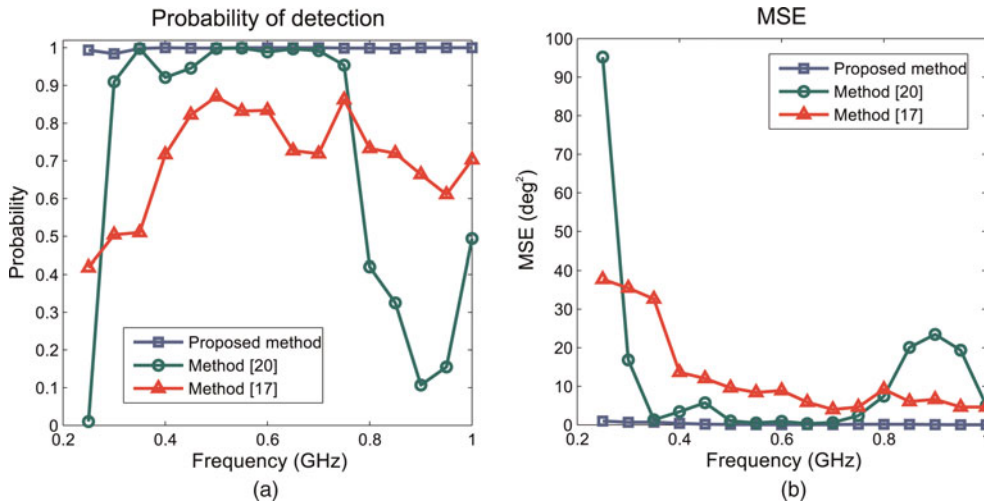 Probability of detection
(a)
1
0.9
0.8
0.7
0.6
0.5
0.4
0.3
0.2
0.1
0
Probability
Proposed method
Method [20]
Method [17]
0.2
0.4
0.6
0.8
1
Frequency (GHz)
(a)
MSE
100
90
80
70
60
50
40
30
20
10
0
MSE (deg²)
Proposed method
Method [20]
Method [17]
0.2
0.4
0.6
0.8
1
Frequency (GHz)
(b)